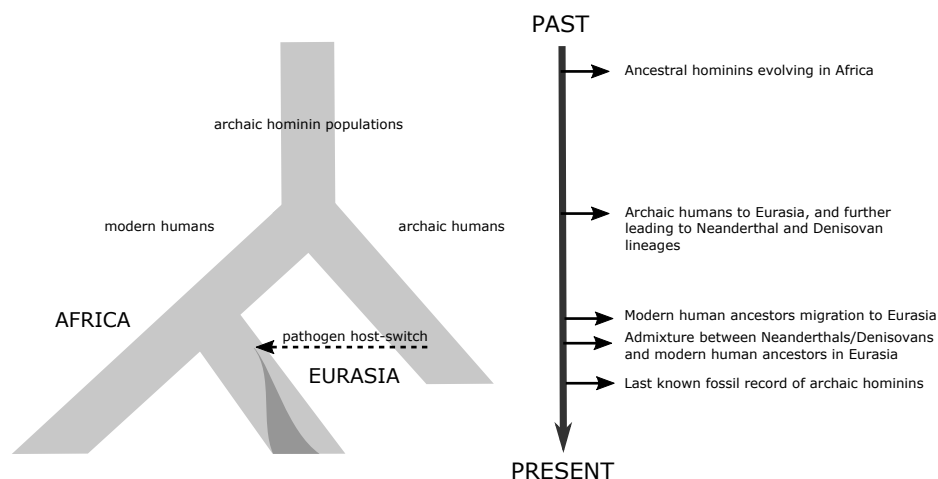 archaic hominin populations
modern humans
archaic humans
AFRICA
pathogen host-switch
EURASIA
PAST
Ancestral hominins evolving in Africa
Archaic humans to Eurasia, and further
leading to Neanderthal and Denisovan
lineages
Modern human ancestors migration to Eurasia
Admixture between Neanderthals/Denisovans
and modern human ancestors in Eurasia
Last known fossil record of archaic hominins
PRESENT